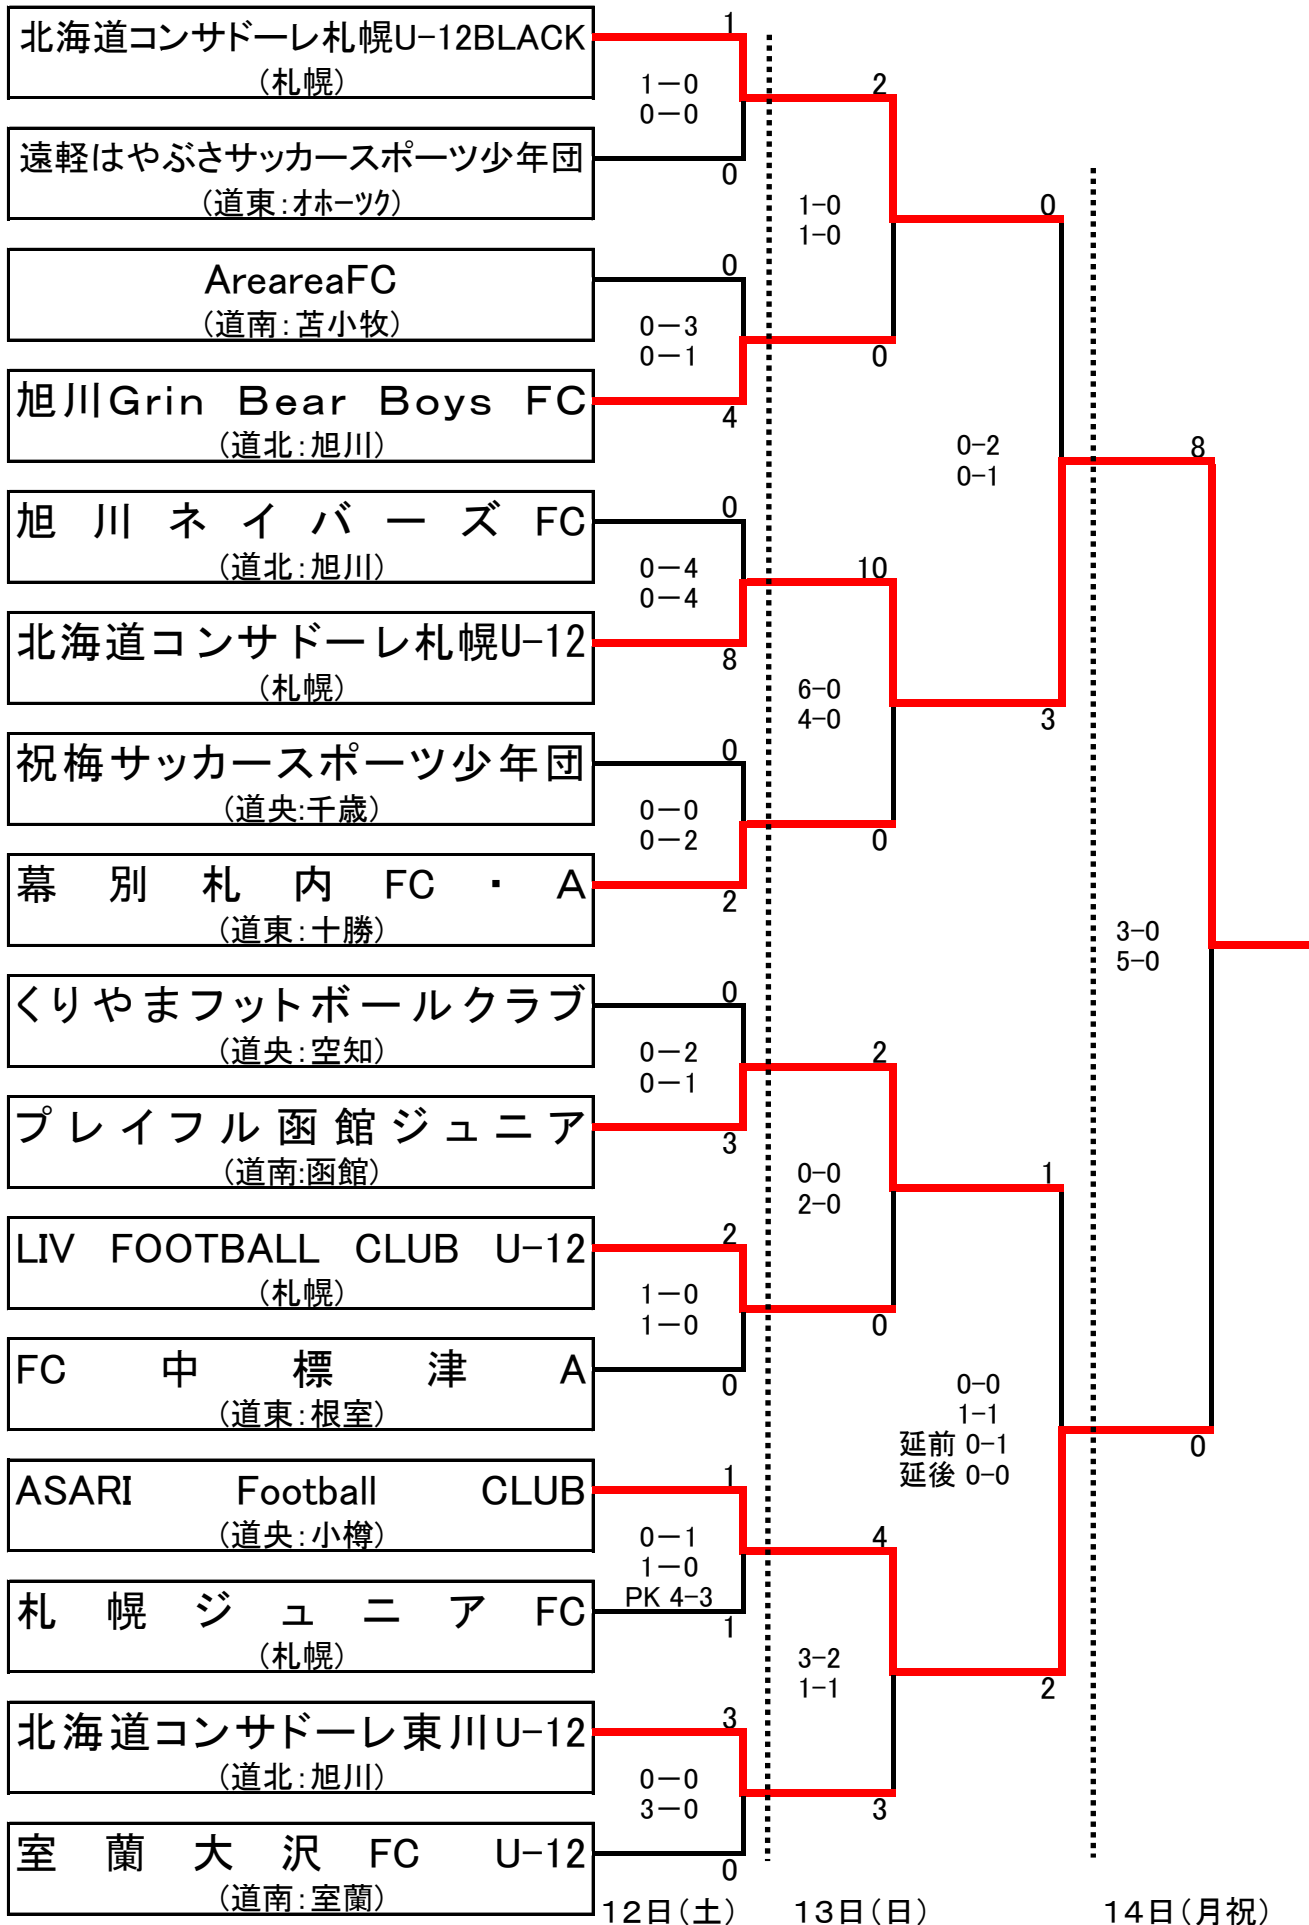 北海道コンサドーレ札幌U-12BLACK
(札幌)
遠軽はやぶさサッカースポーツ少年団
(道東:オホーツク)
AreareaFC
(道南:苫小牧)
旭川Grin Bear Boys FC
(道北:旭川)
旭川ネイバーズFC
(道北:旭川)
北海道コンサドーレ札幌U-12
(札幌)
祝梅サッカースポーツ少年団
(道央:千歳)
幕別札内FC・A
(道東:十勝)
くりやまフットボールクラブ
(道央:空知)
プレイフル函館ジュニア
(道南:函館)
LIV FOOTBALL CLUB U-12
(札幌)
FC中標津A
(道東:根室)
ASARI Football CLUB
(道央:小樽)
札幌ジュニアFC
(札幌)
北海道コンサドーレ東川U-12
(道北:旭川)
室蘭大沢FC U-12
(道南:室蘭)
1
1-0
0-0
0
0
0-3
0-1
4
0
0-4
0-4
8
0
0-0
0-2
2
0
0-2
0-1
3
2
1-0
1-0
0
1
0-1
1-0
PK 4-3
1
3
0-0
3-0
0
12日(土)
2
1-0
1-0
0
10
6-0
4-0
0
2
0-0
2-0
0
4
3-2
1-1
3
0
0-2
0-1
3
1
0-0
1-1
延前 0-1
延後 0-0
2
13日(日)
8
3-0
5-0
0
14日(月祝)